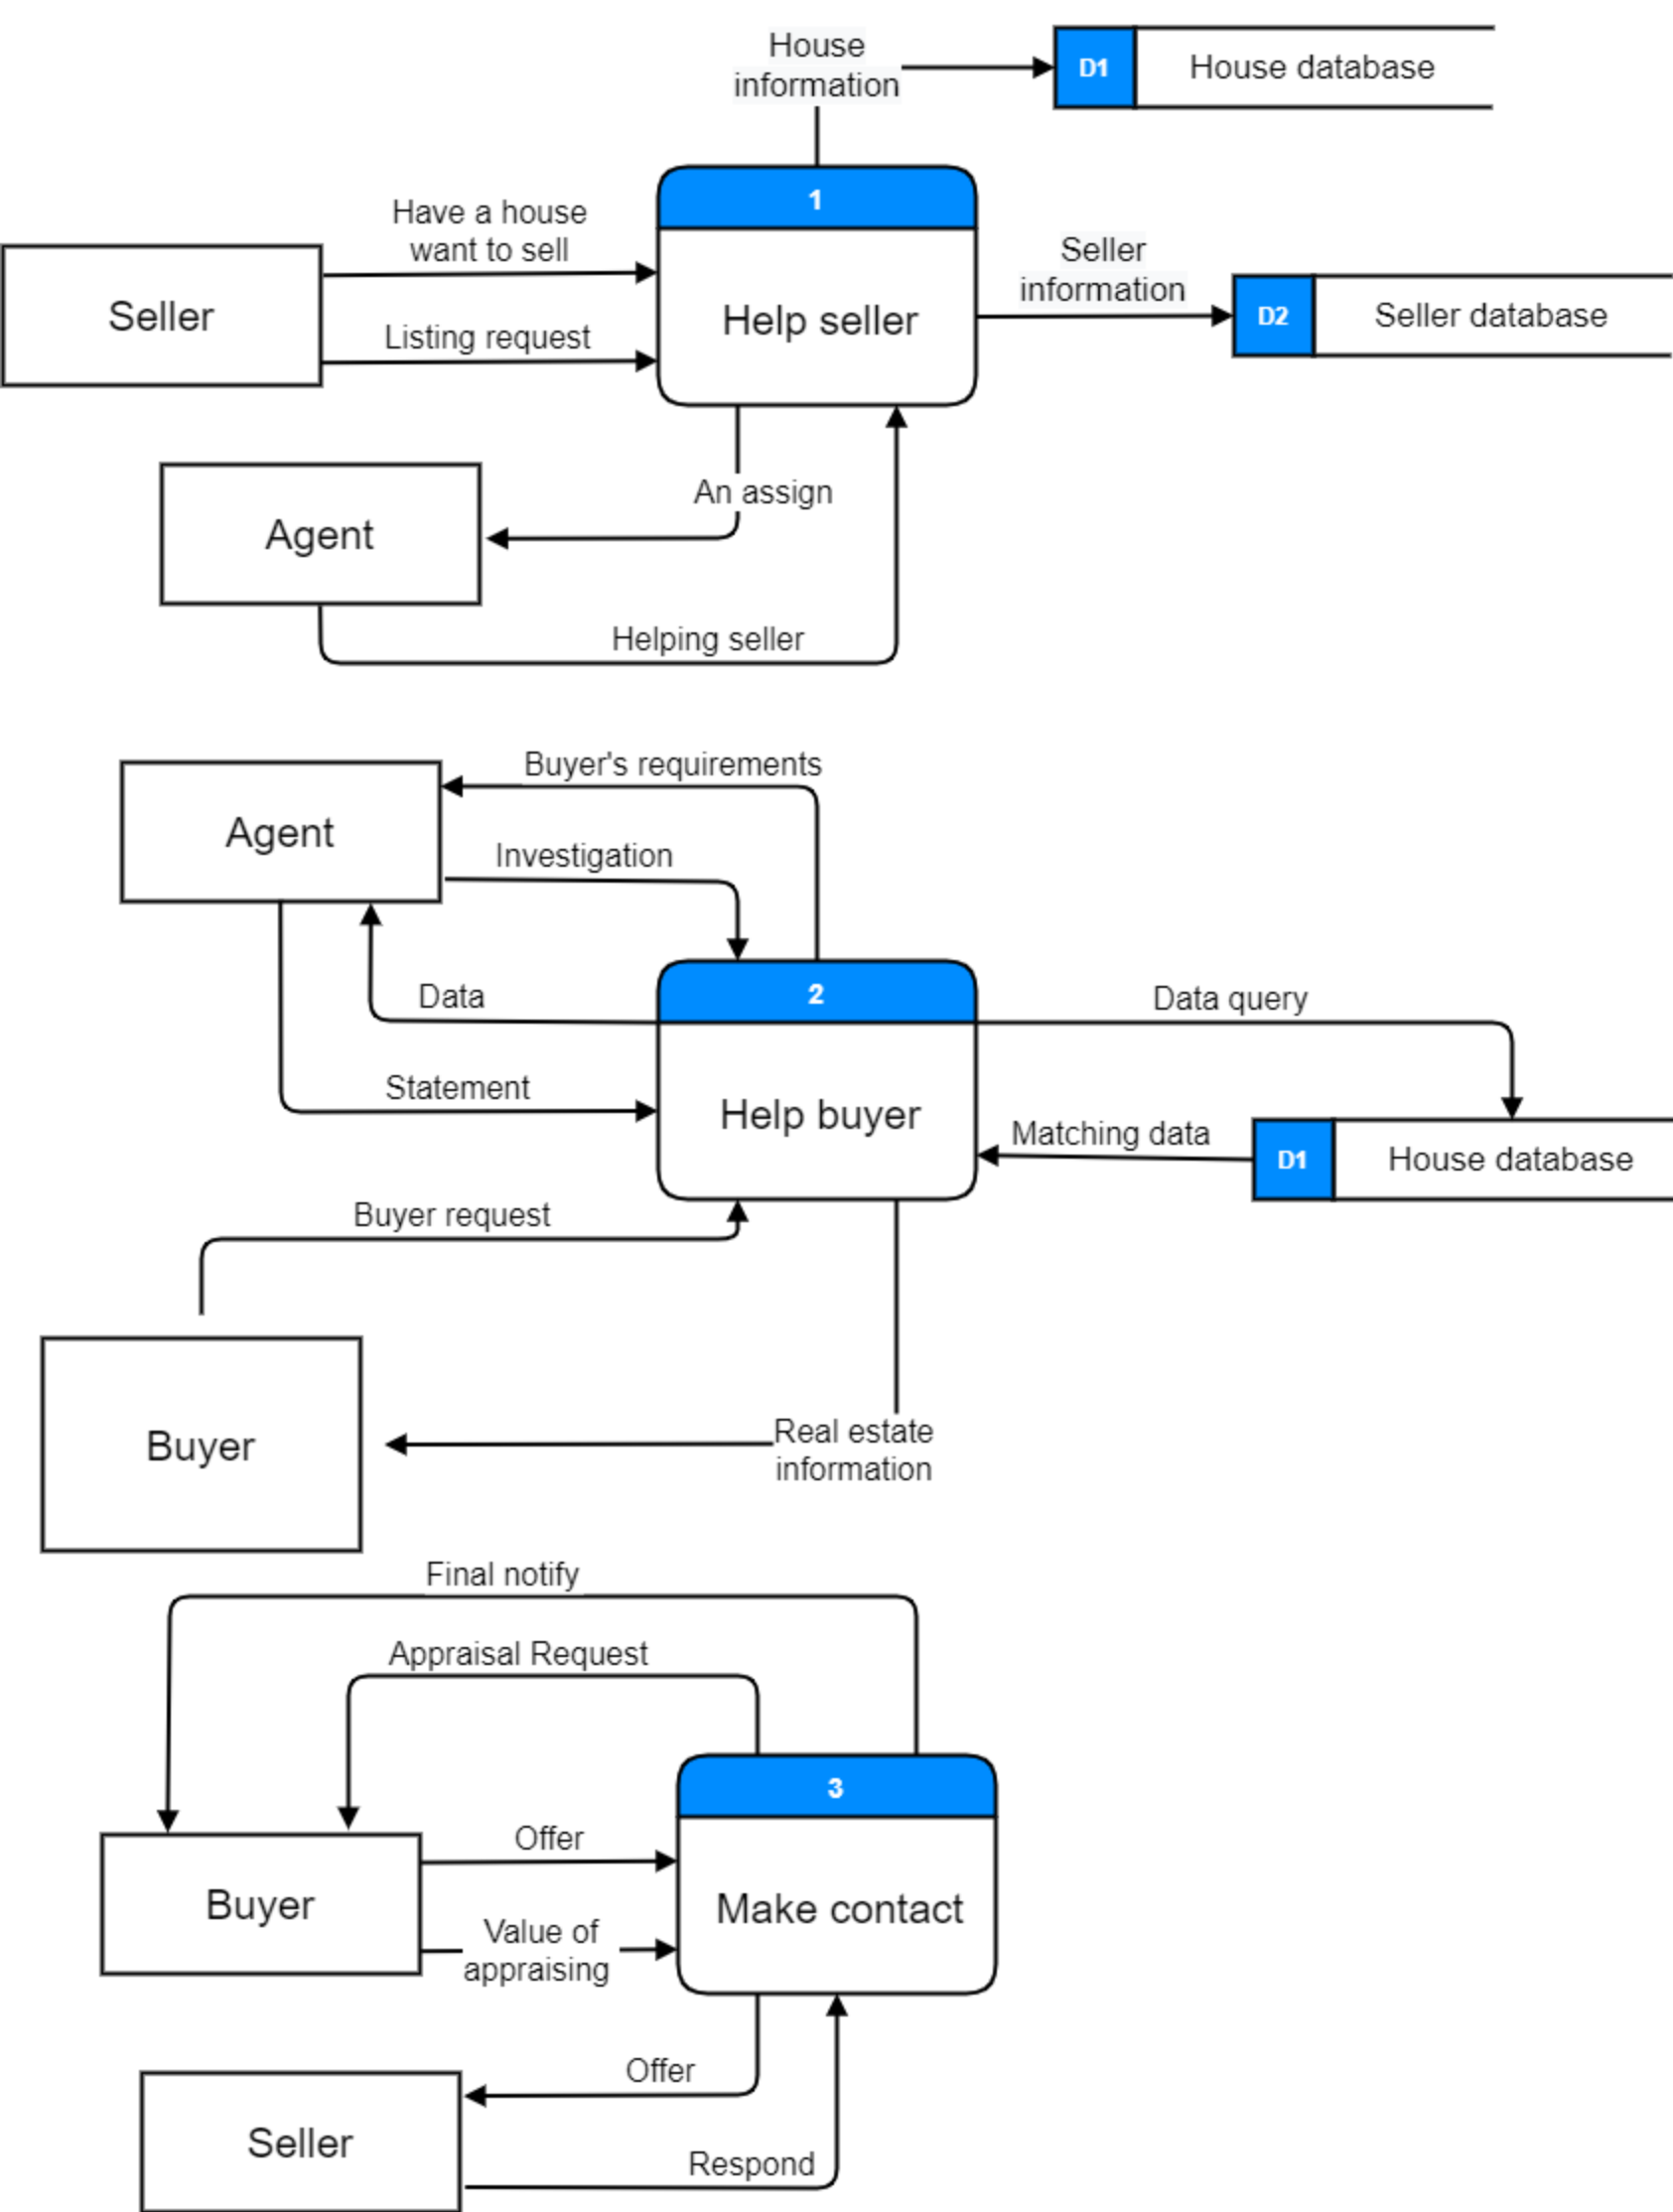 House
information
D1
House database
1
Have a house
want to sell
Seller
information
Seller
Help seller
D2
Seller database
Listing request
An assign
Agent
Helping seller
Buyer's requirements
Agent
Investigation
2
Data
Data query
Statement
Help buyer
Matching data
D1
House database
Buyer request
Buyer
Real estate
information
Final notify
Appraisal Request
3
Offer
Buyer
Make contact
Value of
appraising
Offer
Seller
Respond